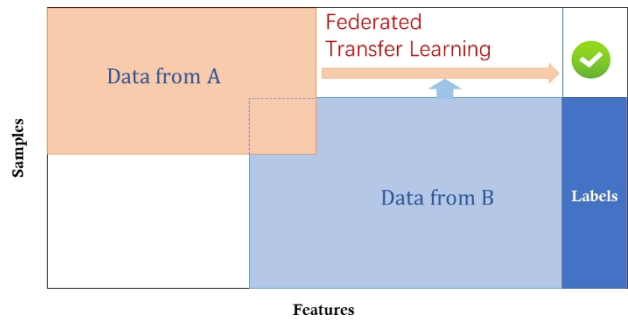 Federated
Transfer Learning
Data from A
Samples
Data from B
Labels
Features